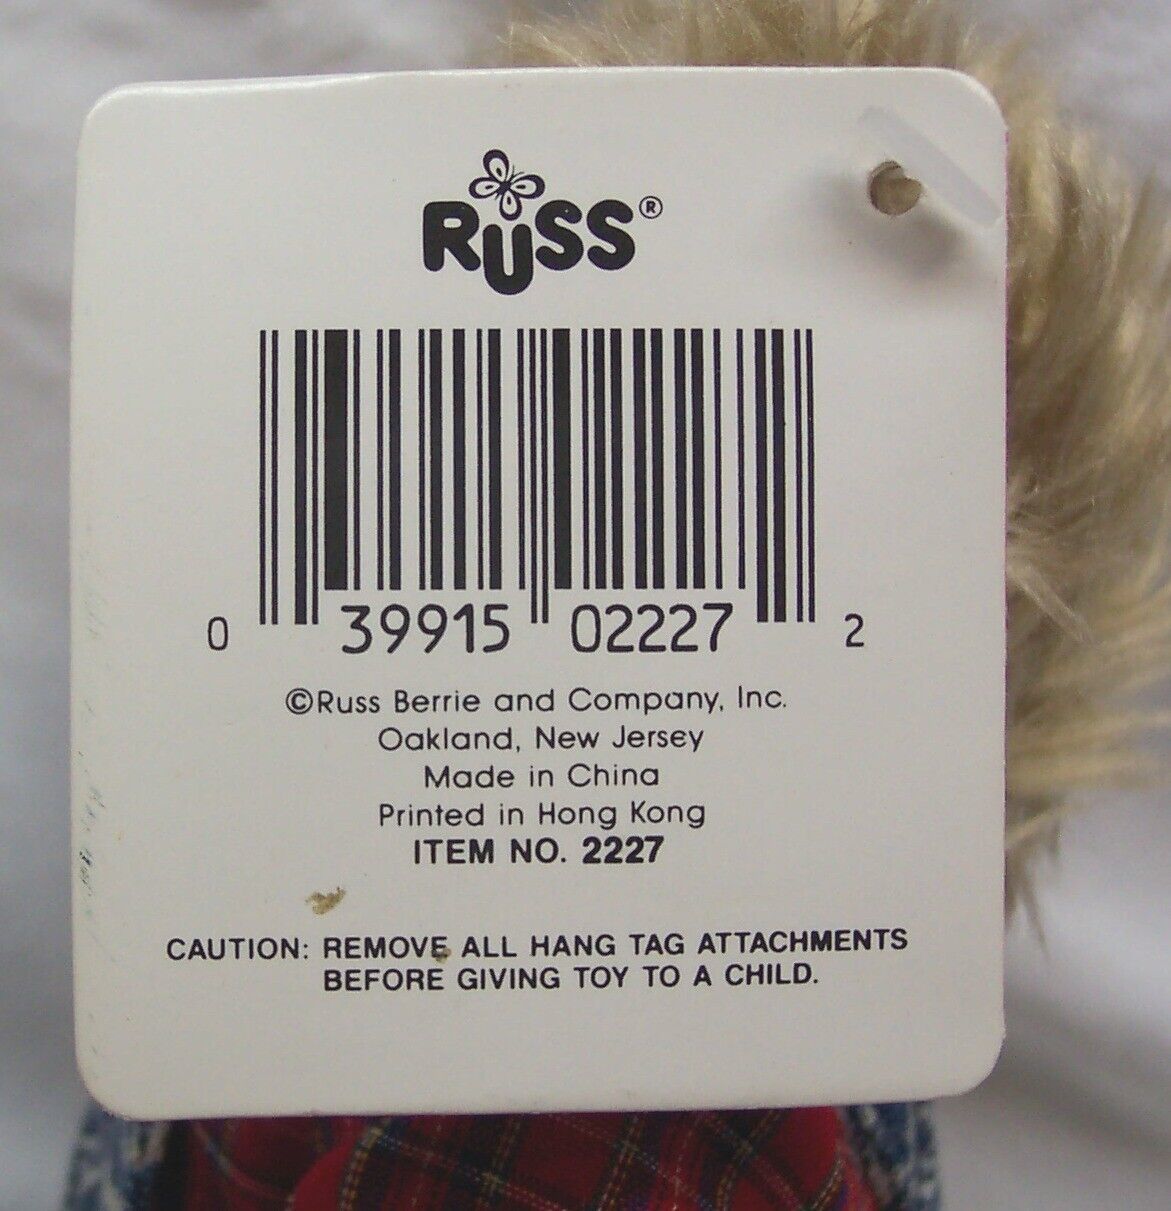 RUSS®
0 39915 02227 2
©Russ Berrie and Company, Inc.
Oakland, New Jersey
Made in China
Printed in Hong Kong
ITEM NO. 2227
CAUTION: REMOVE ALL HANG TAG ATTACHMENTS
BEFORE GIVING TOY TO A CHILD.